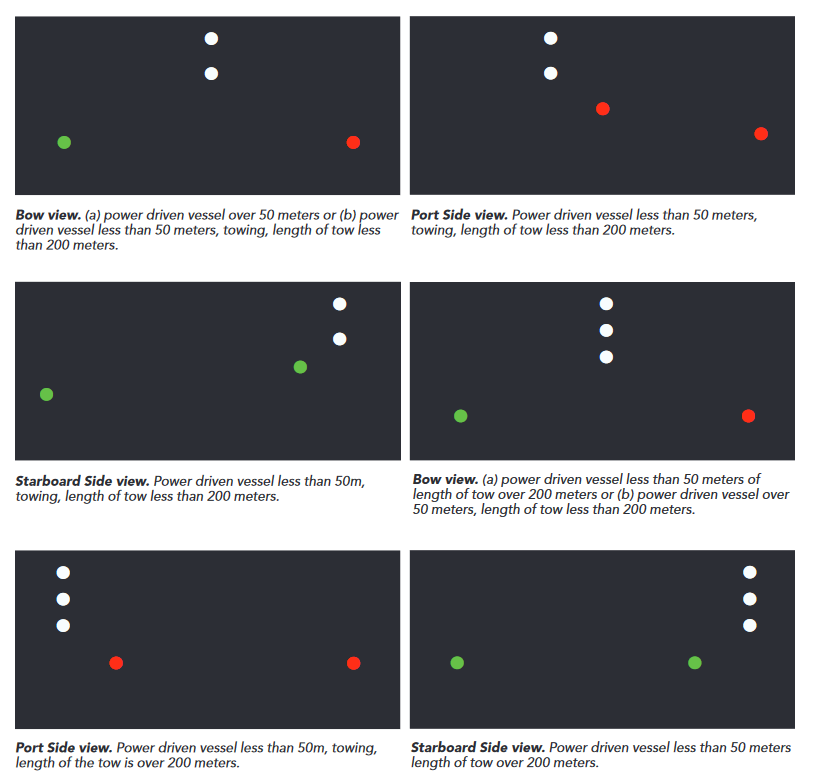 Bow view. (a) power driven vessel over 50 meters or (b) power
driven vessel less than 50 meters, towing, length of tow less
than 200 meters.
Port Side view. Power driven vessel less than 50 meters,
towing, length of tow less than 200 meters.
Starboard Side view. Power driven vessel less than 50m,
towing, length of tow less than 200 meters.
Bow view. (a) power driven vessel less than 50 meters of
length of tow over 200 meters or (b) power driven vessel over
50 meters, length of tow less than 200 meters.
Port Side view. Power driven vessel less than 50m, towing,
length of the tow is over 200 meters.
Starboard Side view. Power driven vessel less than 50 meters
length of tow over 200 meters.